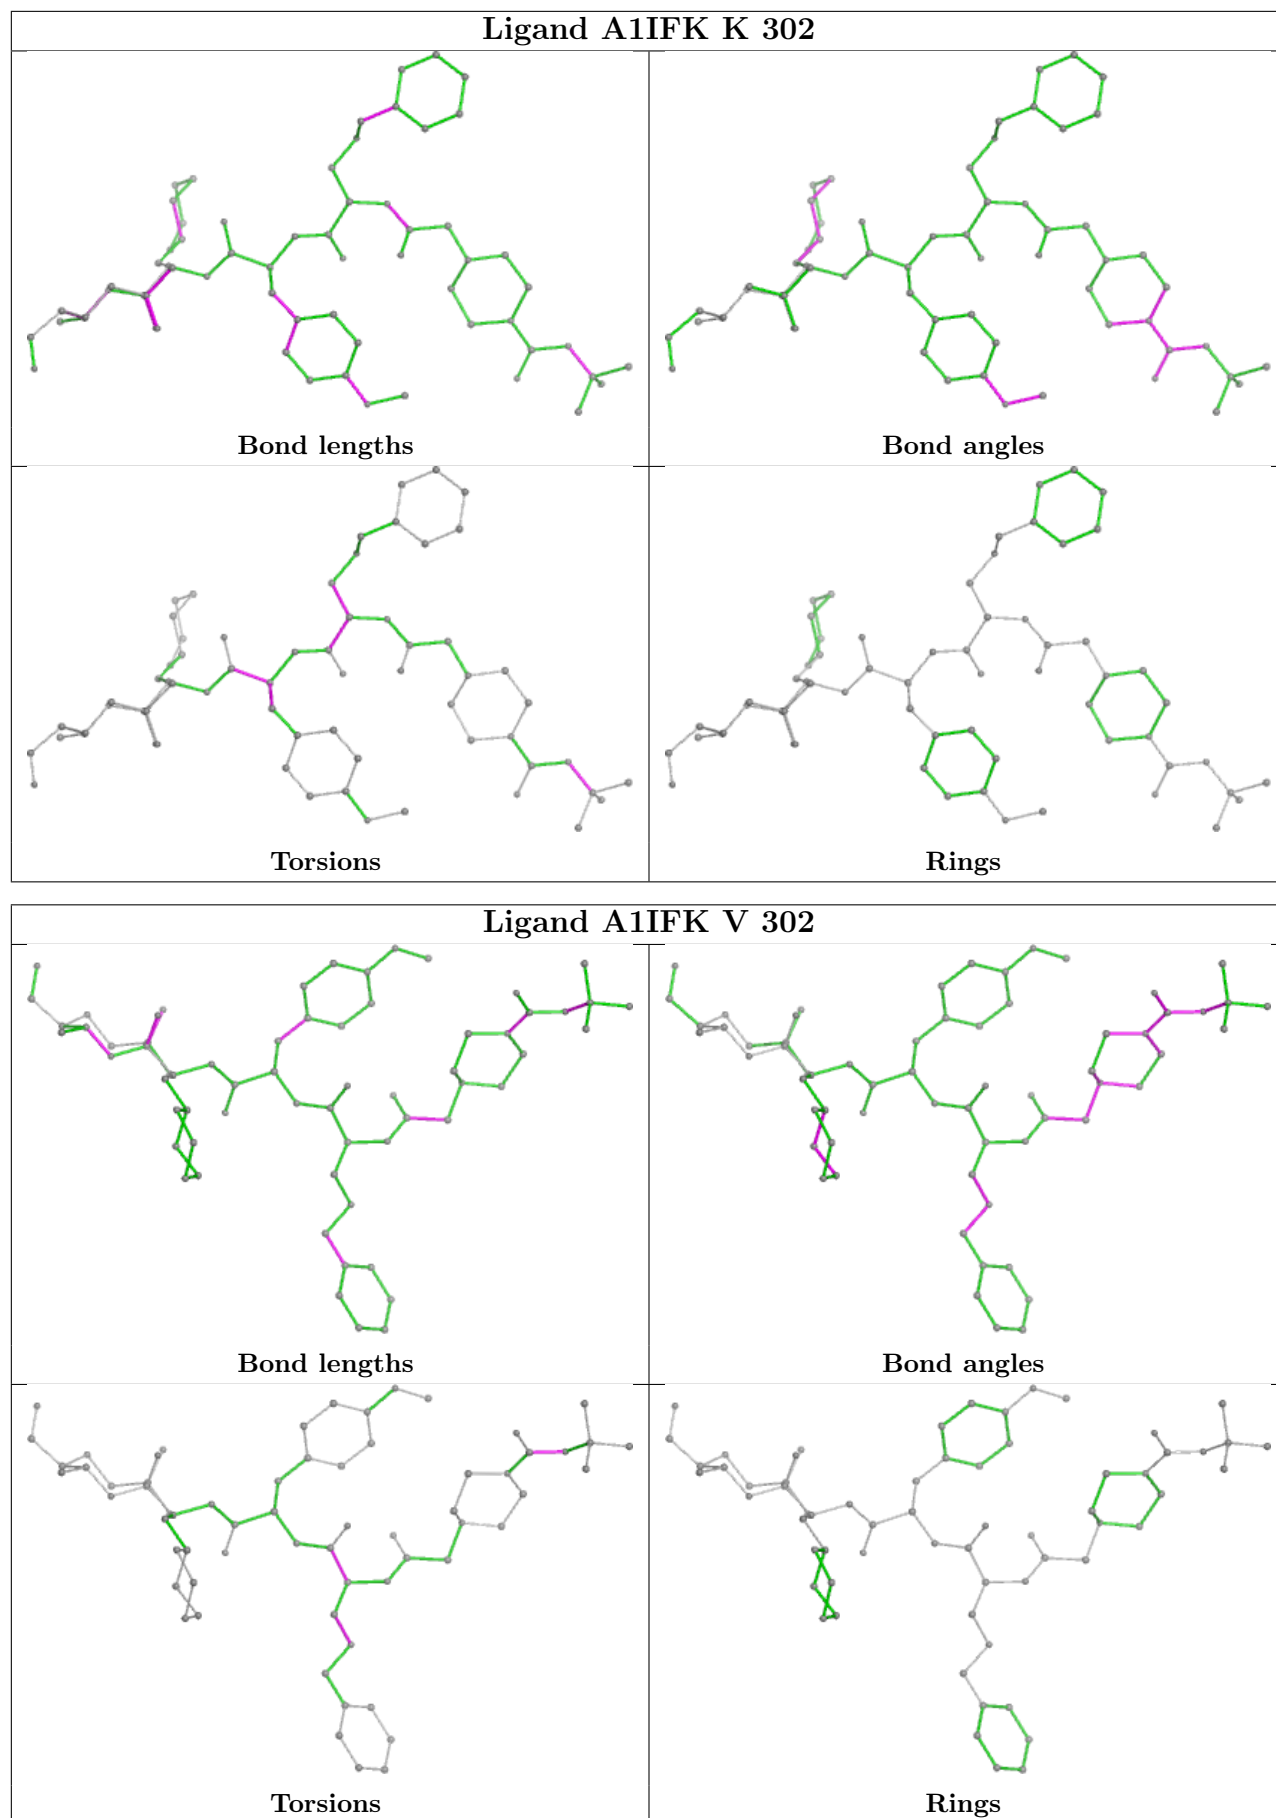 Ligand A1IFK K 302
Bond lengths
Bond angles
Torsions
Rings
Ligand A1IFK V 302
Bond lengths
Bond angles
Torsions
Rings